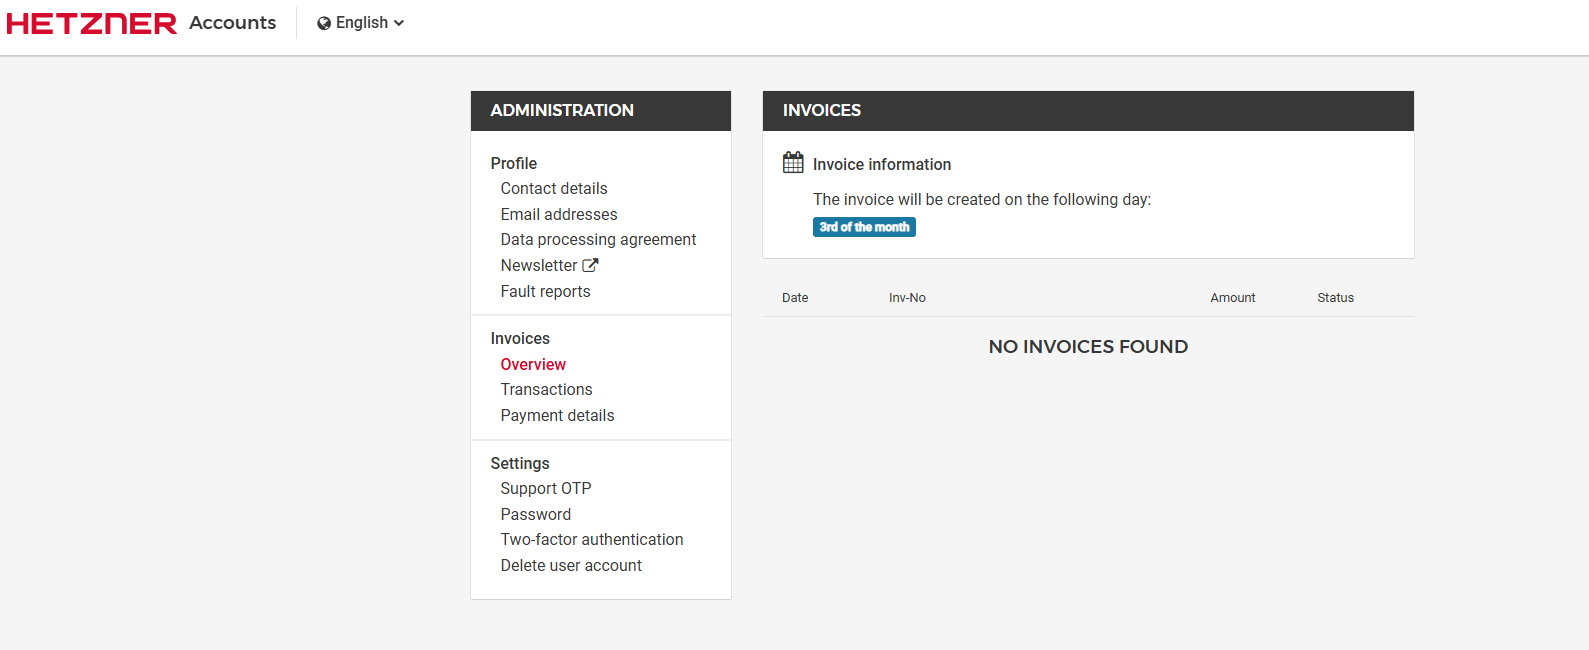 HETZNER Accounts English
ADMINISTRATION
Profile
Contact details
Email addresses
Data processing agreement
Newsletter
Fault reports
Invoices
Overview
Transactions
Payment details
Settings
Support OTP
Password
Two-factor authentication
Delete user account
INVOICES
Invoice information
The invoice will be created on the following day:
3rd of the month
Date Inv-No Amount Status
NO INVOICES FOUND